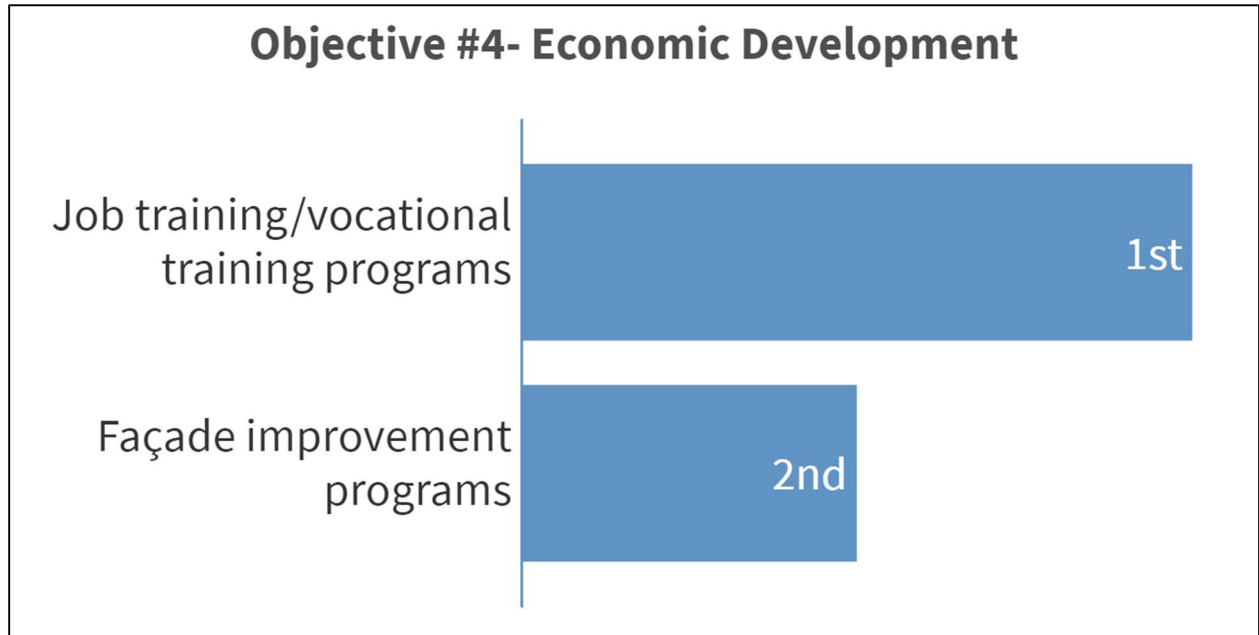 Objective #4- Economic Development
Job training/vocational
training programs
1st
Façade improvement
programs
2nd